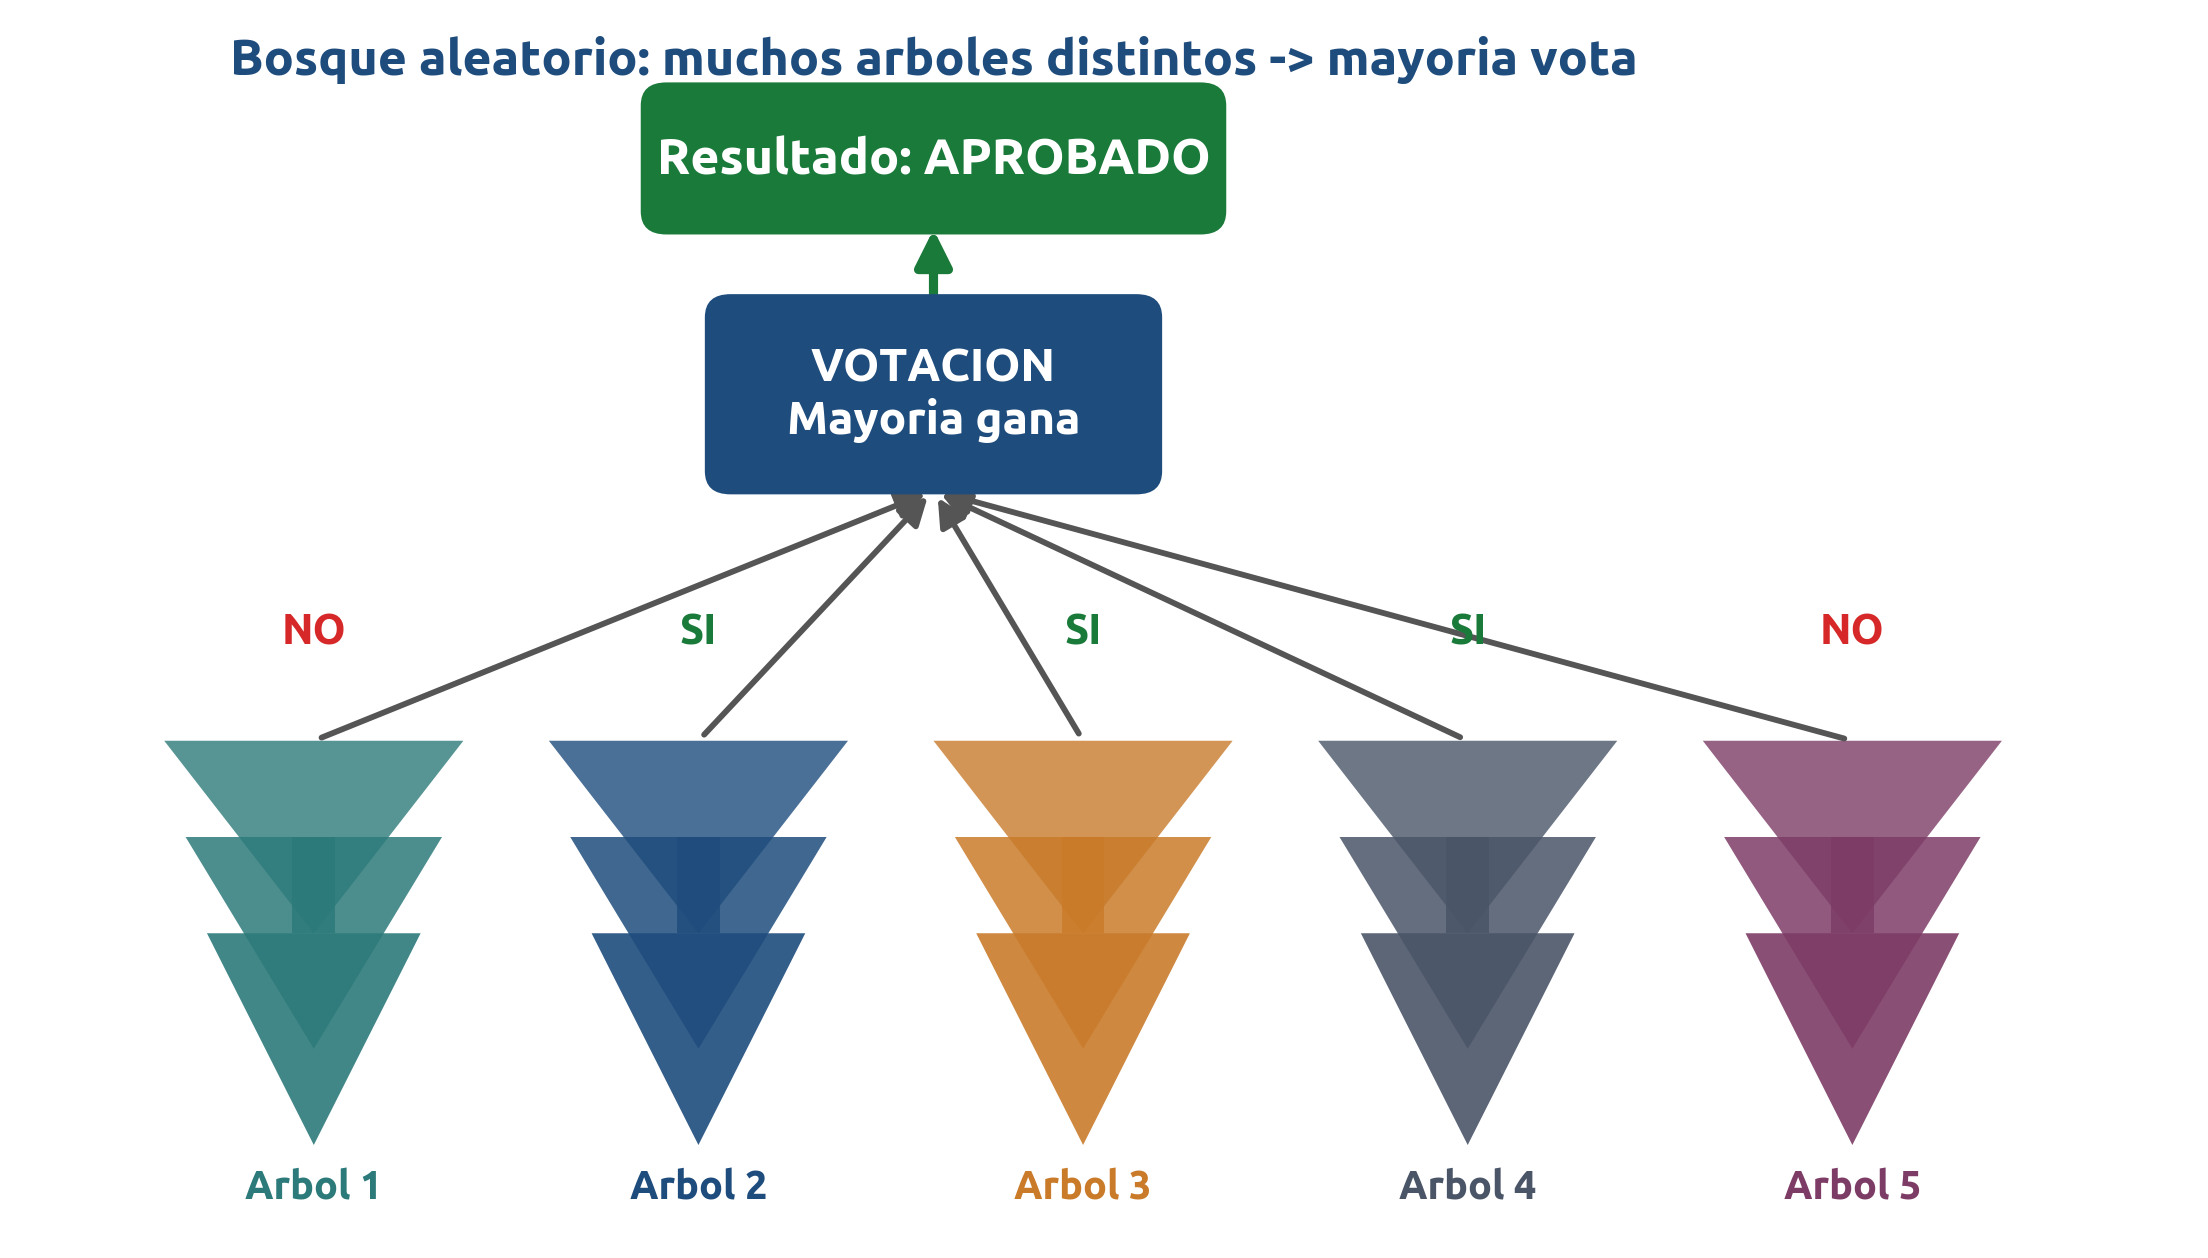 Bosque aleatorio: muchos arboles distintos -> mayoria vota
Resultado: APROBADO
VOTACION
Mayoria gana
NO
SI
SI
SI
NO
Arbol 1
Arbol 2
Arbol 3
Arbol 4
Arbol 5